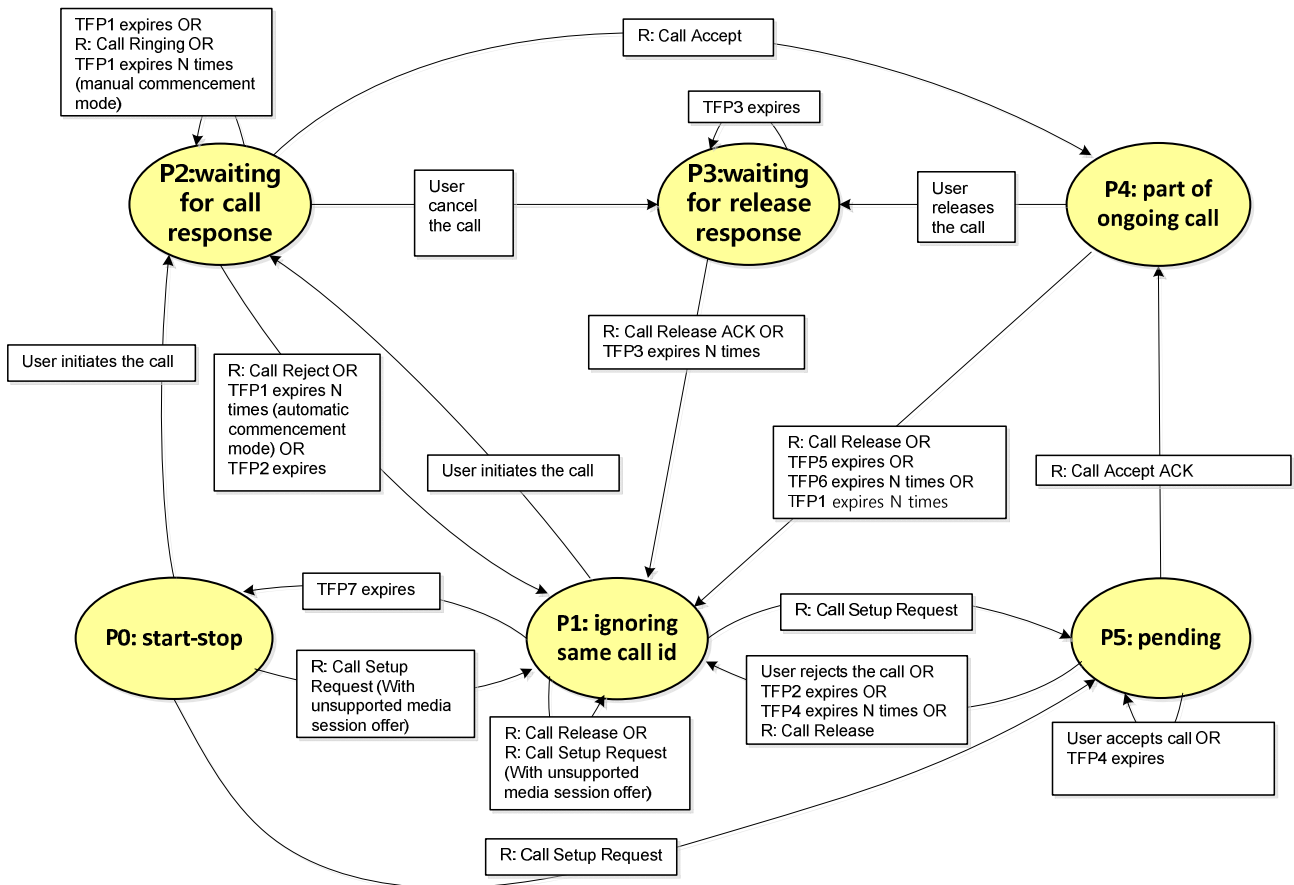 TFP1 expires OR
R: Call Ringing OR
TFP1 expires N times
(manual commencement
mode)
R: Call Accept
TFP3 expires
P2:waiting
for call
response
User
cancel
the call
P3:waiting
for release
response
User
releases
the call
P4: part of
ongoing call
User initiates the call
R: Call Reject OR
TFP1 expires N
times (automatic
commencement
mode) OR
TFP2 expires
R: Call Release ACK OR
TFP3 expires N times
User initiates the call
R: Call Release OR
TFP5 expires OR
TFP6 expires N times OR
TFP1 expires N times
R: Call Accept ACK
TFP7 expires
P0: start-stop
P1: ignoring
same call id
R: Call Setup Request
P5: pending
R: Call Setup
Request (With
unsupported media
session offer)
R: Call Release OR
R: Call Setup Request
(With unsupported
media session offer)
User rejects the call OR
TFP2 expires OR
TFP4 expires N times OR
R: Call Release
User accepts call OR
TFP4 expires
R: Call Setup Request